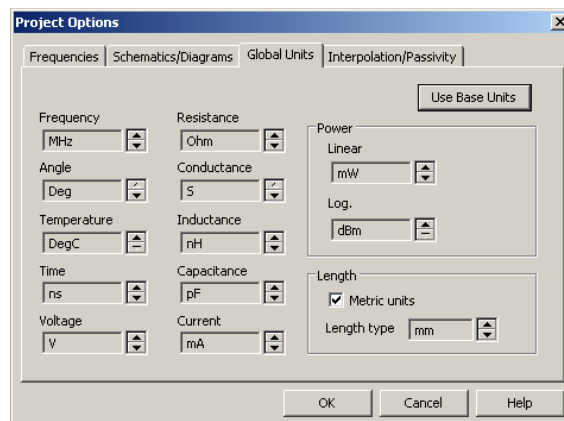 Project Options
Frequencies Schematics/Diagrams Global Units Interpolation/Passivity
Use Base Units
Frequency
MHz
Angle
Deg
Temperature
DegC
Time
ns
Voltage
V
Resistance
Ohm
Conductance
S
Inductance
nH
Capacitance
pF
Current
mA
Power
Linear
mW
Log.
dBm
Length
Metric units
Length type mm
OK Cancel Help